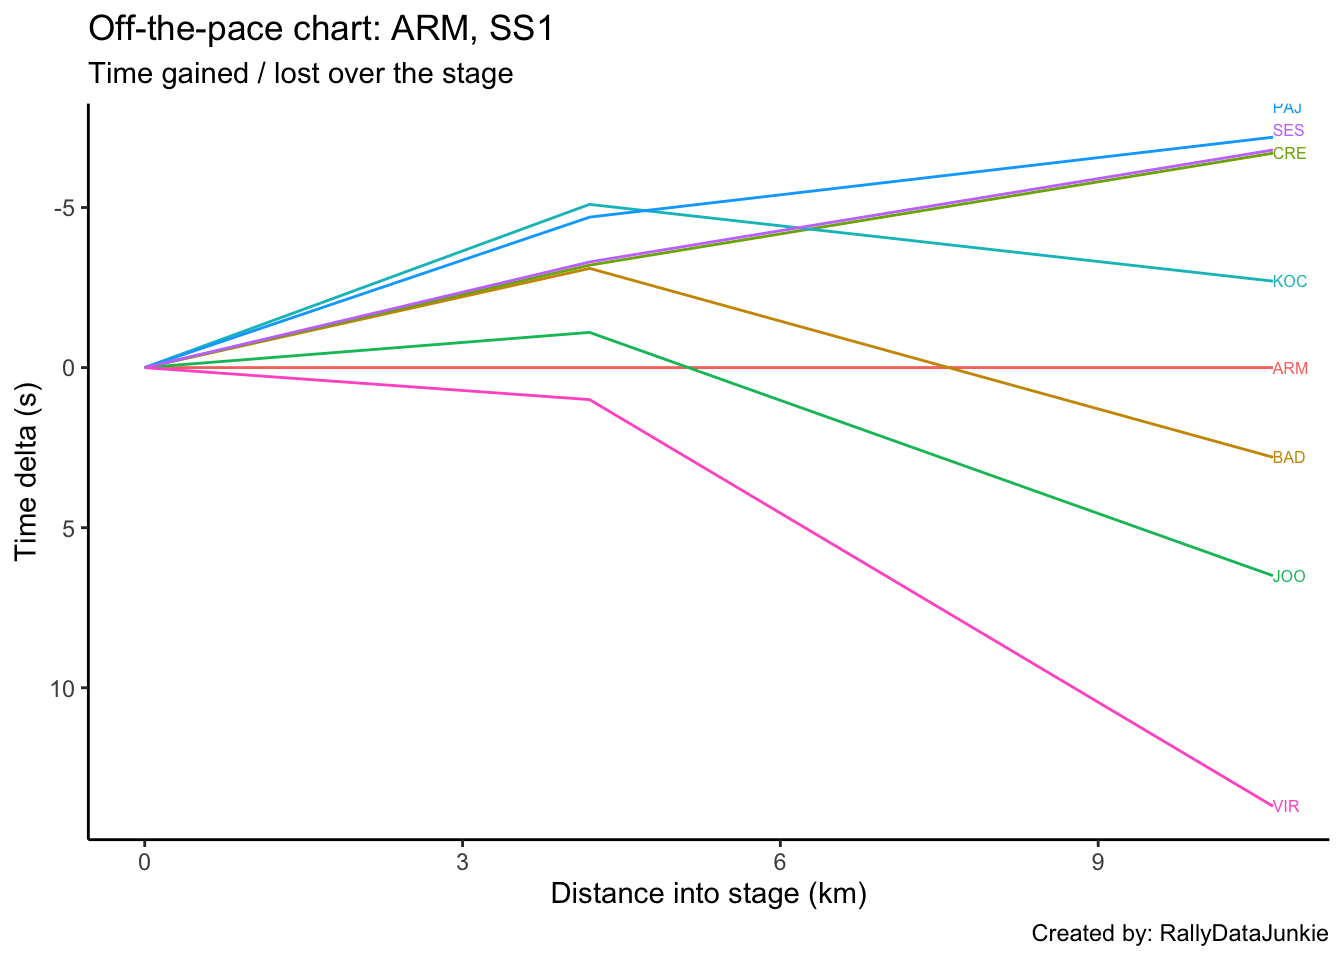 Off-the-pace chart: ARM, SS1
Time gained / lost over the stage
PAJ
SES
CRE
-5
KOC
0
ARM
BAD
5
JOO
10
VIR
Time delta (s)
0 3 6 9
Distance into stage (km)
Created by: RallyDataJunkie